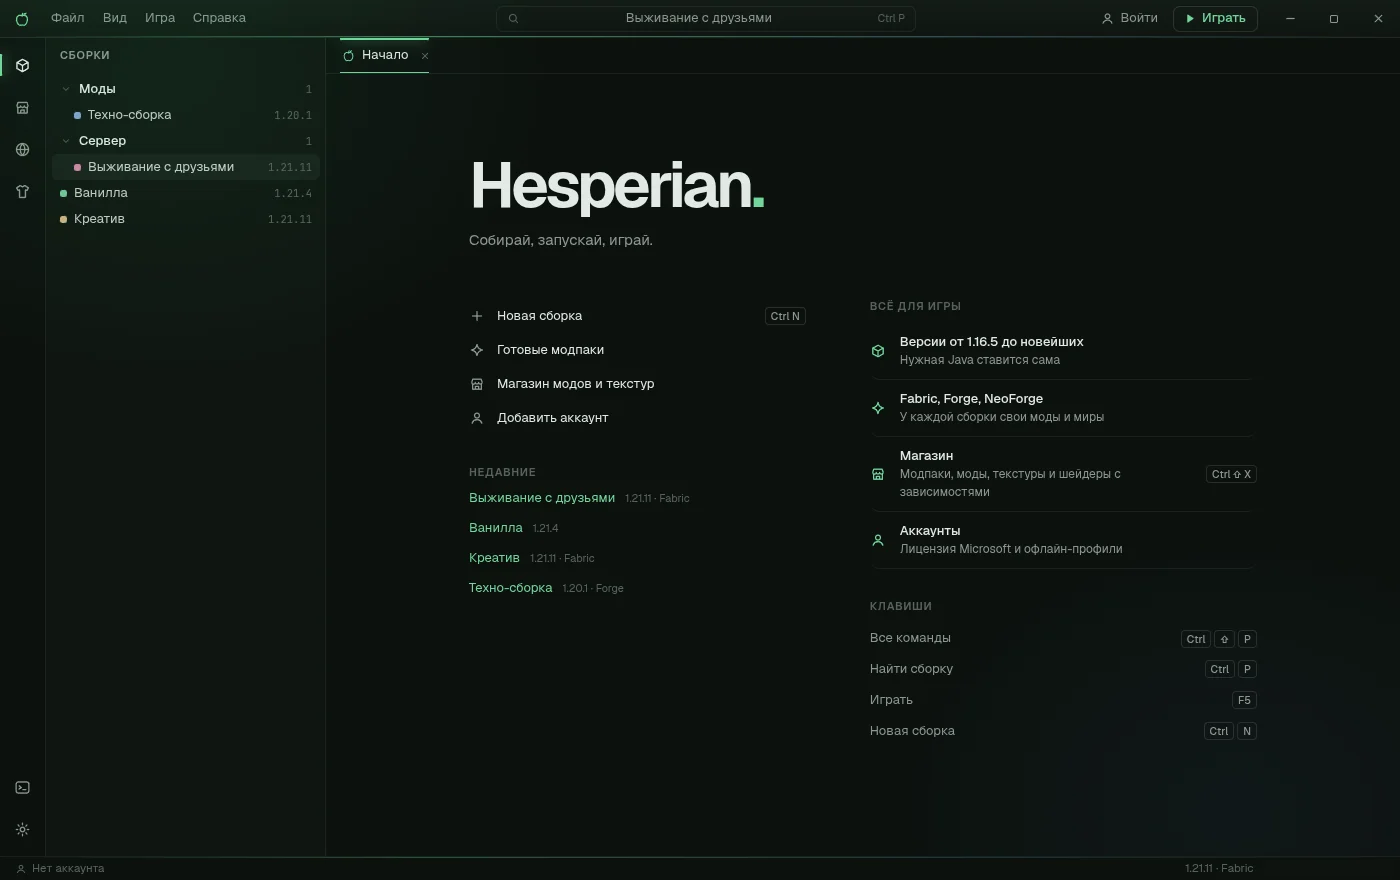 Файл Вид Игра Справка
Выживание с друзьями Ctrl P
Войти
Играть
СБОРКИ
Моды 1
Техно-сборка 1.20.1
Сервер 1
Выживание с друзьями 1.21.11
Ванилла 1.21.4
Креатив 1.21.11
Начало
Hesperian.
Собирай, запускай, играй.
Новая сборка Ctrl N
Готовые модпаки
Магазин модов и текстур
Добавить аккаунт
НЕДАВНИЕ
Выживание с друзьями 1.21.11 · Fabric
Ванилла 1.21.4
Креатив 1.21.11 · Fabric
Техно-сборка 1.20.1 · Forge
ВСЁ ДЛЯ ИГРЫ
Версии от 1.16.5 до новейших
Нужная Java ставится сама
Fabric, Forge, NeoForge
У каждой сборки свои моды и миры
Магазин
Модпаки, моды, текстуры и шейдеры с
зависимостями
Ctrl ⇧ X
Аккаунты
Лицензия Microsoft и офлайн-профили
КЛАВИШИ
Все команды Ctrl ⇧ P
Найти сборку Ctrl P
Играть F5
Новая сборка Ctrl N
Нет аккаунта
1.21.11 · Fabric